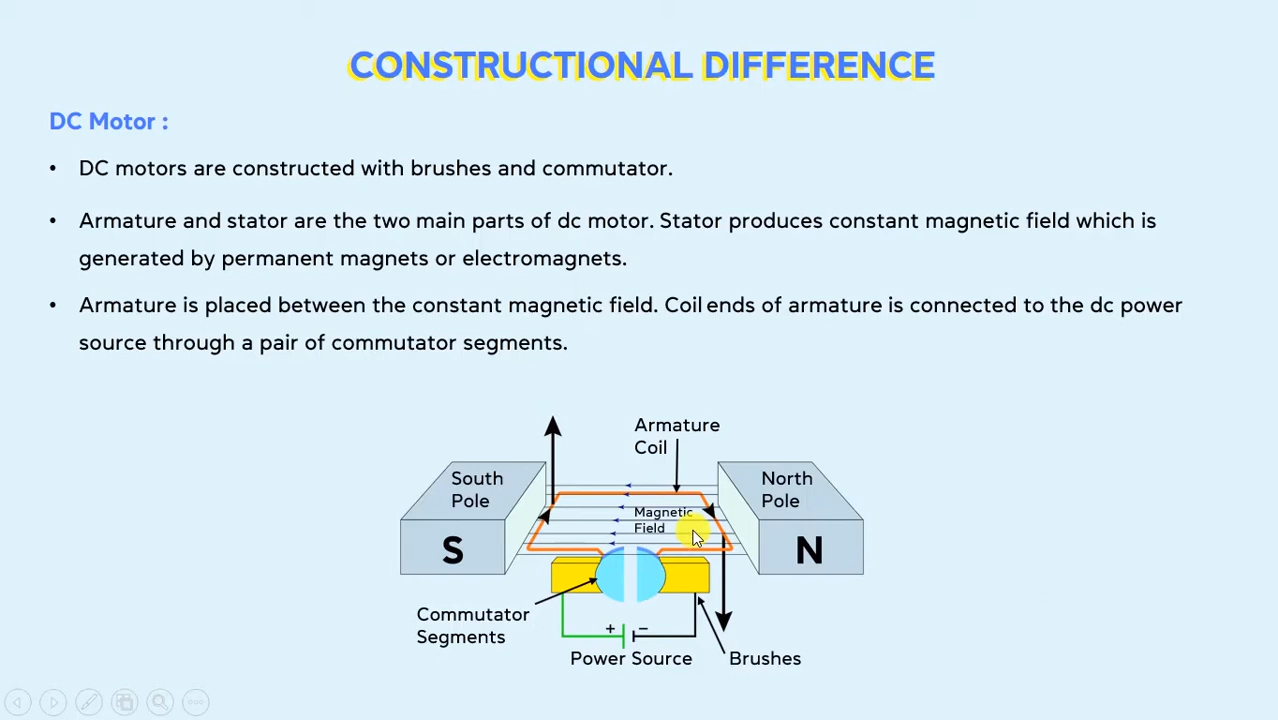 CONSTRUCTIONAL DIFFERENCE
DC Motor :
• DC motors are constructed with brushes and commutator.
• Armature and stator are the two main parts of dc motor. Stator produces constant magnetic field which is
generated by permanent magnets or electromagnets.
• Armature is placed between the constant magnetic field. Coil ends of armature is connected to the dc power
source through a pair of commutator segments.
Armature
Coil
South
Pole
North
Pole
Magnetic
Field
S
N
Commutator
Segments
+ −
Power Source
Brushes